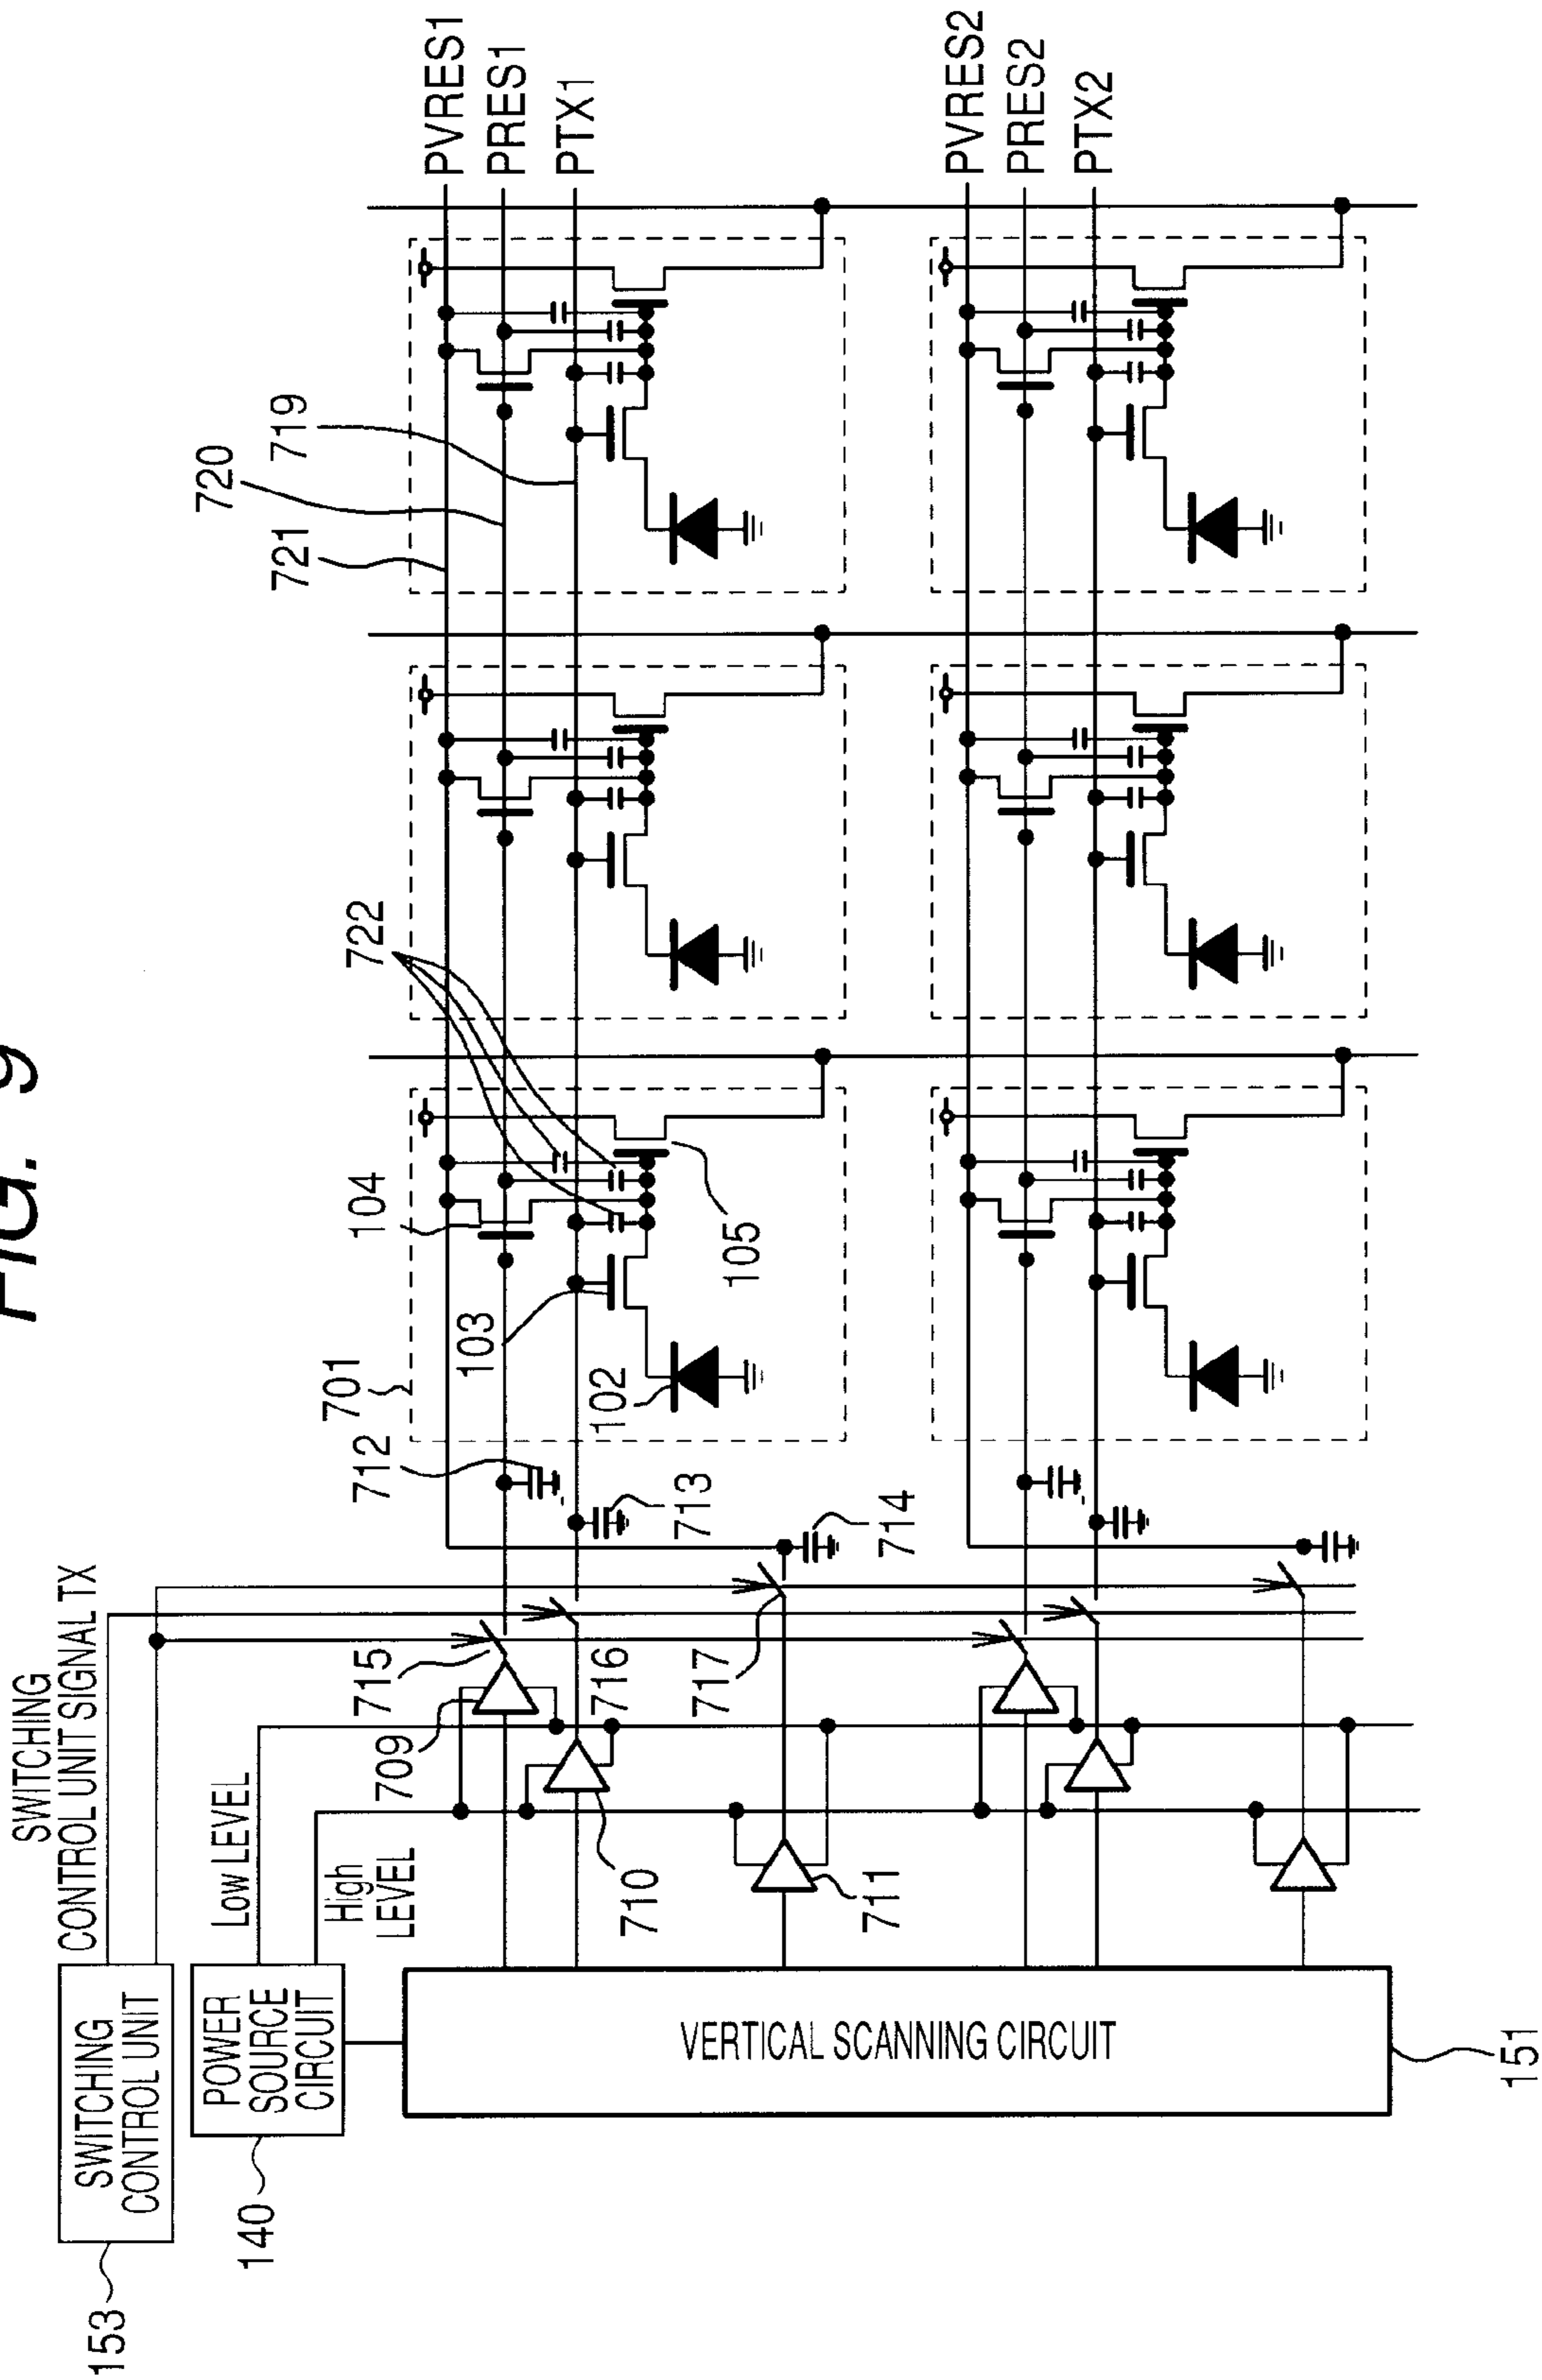 FIG. 9
SWITCHING
CONTROL UNIT SIGNAL TX
SWITCHING
CONTROL UNIT
153
POWER
SOURCE
CIRCUIT
140
Low LEVEL
High
LEVEL
VERTICAL SCANNING CIRCUIT
151
709
710
711
715
716
717
712
713
714
701
102
103
104
105
722
721
720
719
PVRES1
PRES1
PTX1
PVRES2
PRES2
PTX2